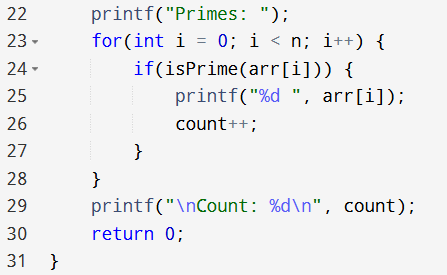 22     printf("Primes: ");
23     for(int i = 0; i < n; i++) {
24         if(isPrime(arr[i])) {
25             printf("%d ", arr[i]);
26             count++;
27         }
28     }
29     printf("\nCount: %d\n", count);
30     return 0;
31 }